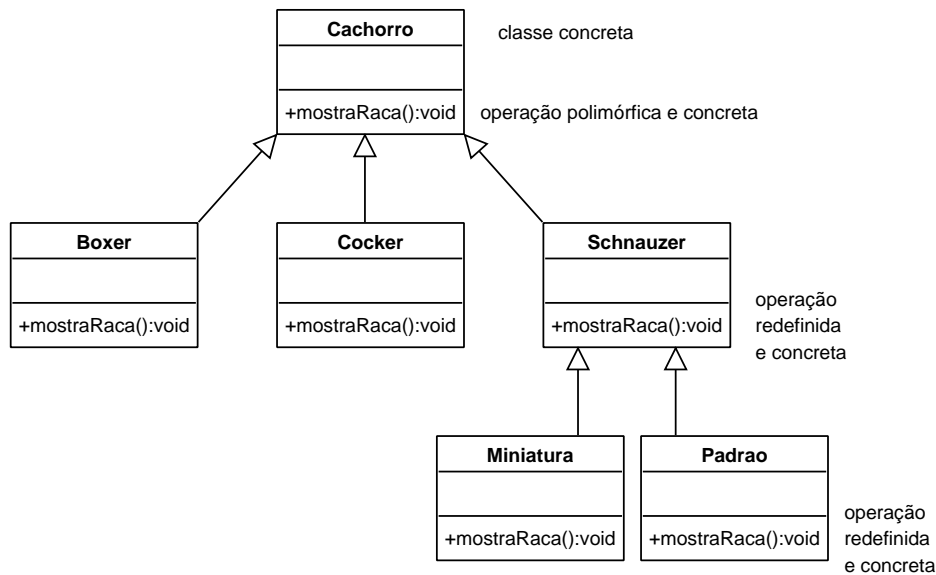 Cachorro
classe concreta
+mostraRaca():void
operação polimórfica e concreta
Boxer
Cocker
Schnauzer
+mostraRaca():void
+mostraRaca():void
+mostraRaca():void
operação
redefinida
e concreta
Miniatura
Padrao
+mostraRaca():void
+mostraRaca():void
operação
redefinida
e concreta